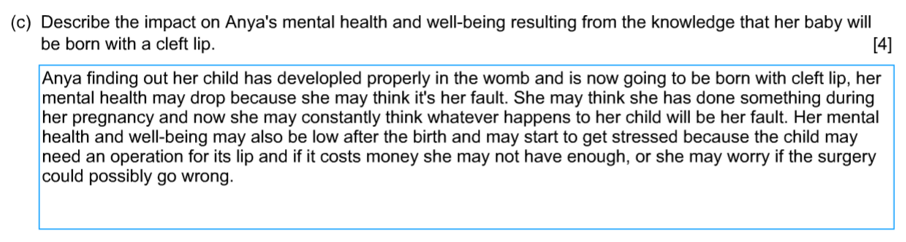 (c) Describe the impact on Anya's mental health and well-being resulting from the knowledge that her baby will
be born with a cleft lip. [4]
Anya finding out her child has developled properly in the womb and is now going to be born with cleft lip, her
mental health may drop because she may think it's her fault. She may think she has done something during
her pregnancy and now she may constantly think whatever happens to her child will be her fault. Her mental
health and well-being may also be low after the birth and may start to get stressed because the child may
need an operation for its lip and if it costs money she may not have enough, or she may worry if the surgery
could possibly go wrong.